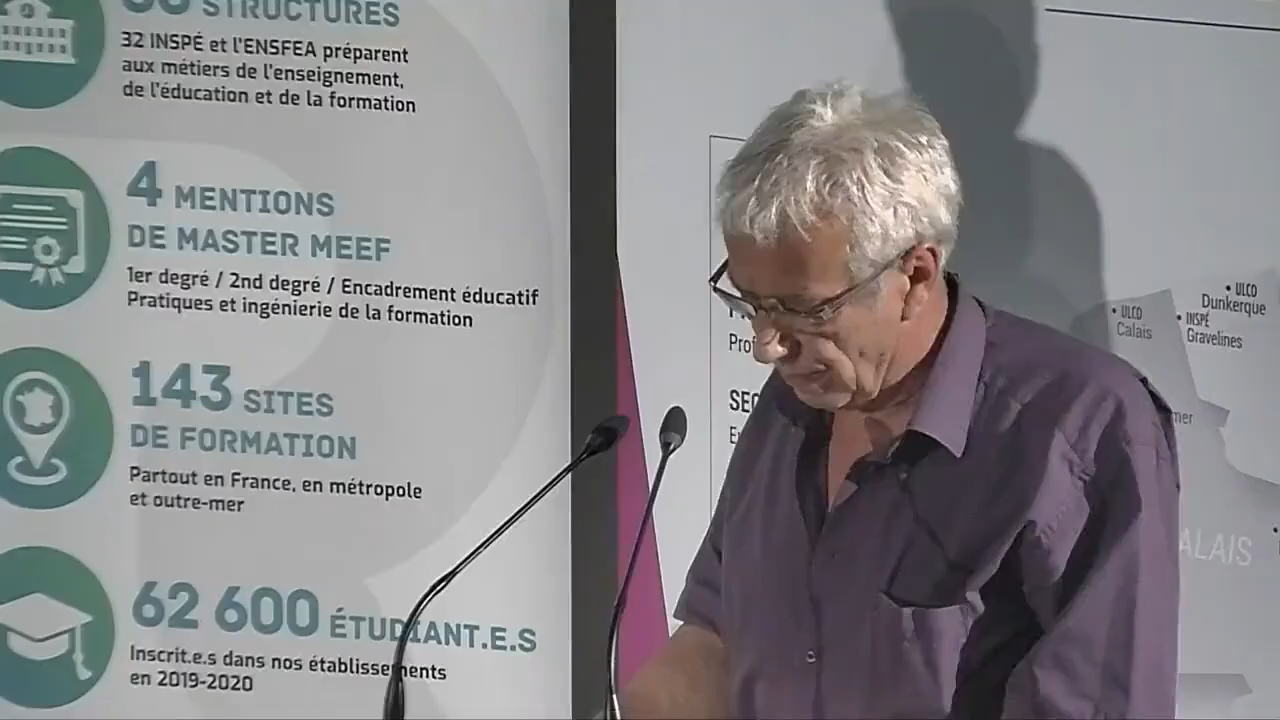 STRUCTURES
32 INSPÉ et l'ENSFEA préparent
aux métiers de l'enseignement,
de l'éducation et de la formation
4 MENTIONS
DE MASTER MEEF
1er degré / 2nd degré / Encadrement éducatif
Pratiques et ingénierie de la formation
143 SITES
DE FORMATION
Partout en France, en métropole
et outre-mer
62 600 ÉTUDIANT.E.S
Inscrit.e.s dans nos établissements
en 2019-2020
• ULCO
Dunkerque
• ULCO
Calais
• INSPÉ
Gravelines